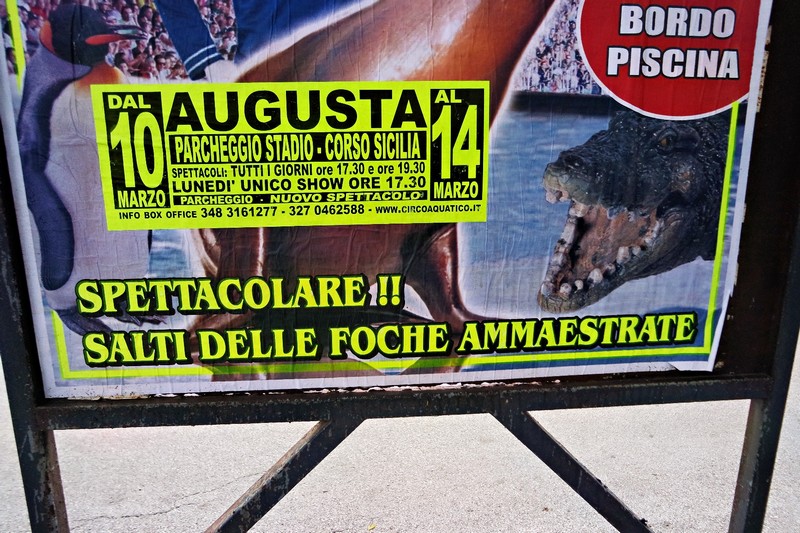 BORDO
PISCINA
DAL
10
MARZO
AUGUSTA
PARCHEGGIO STADIO - CORSO SICILIA
SPETTACOLI: TUTTI I GIORNI ore 17.30 e ore 19.30
LUNEDI' UNICO SHOW ORE 17.30
PARCHEGGIO - NUOVO SPETTACOLO
AL
14
MARZO
INFO BOX OFFICE 348 3161277 - 327 0462588 - www.CIRCOAQUATICO.IT
SPETTACOLARE !!
SALTI DELLE FOCHE AMMAESTRATE